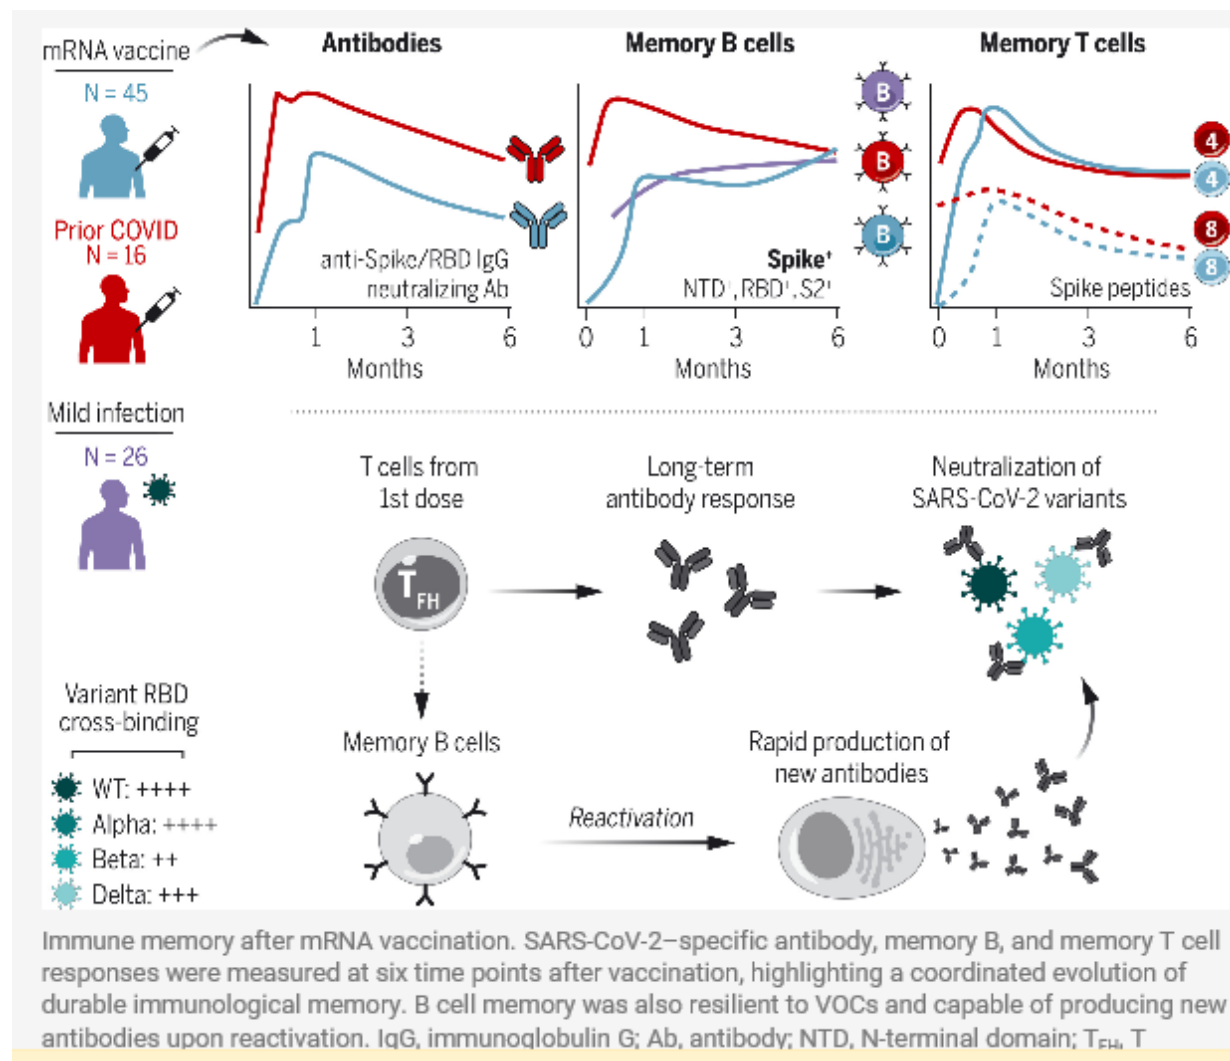 mRNA vaccine
N = 45
Prior COVID
N = 16
Mild infection
N = 26
Antibodies
anti-Spike/RBD IgG
neutralizing Ab
1 3 6
Months
Memory B cells
B
B
B
Spike⁺
NTD⁺, RBD⁺, S2⁺
0 1 3 6
Months
Memory T cells
4
4
8
8
Spike peptides
0 1 3 6
Months
T cells from
1st dose
T FH
Long-term
antibody response
Neutralization of
SARS-CoV-2 variants
Variant RBD
cross-binding
WT: ++++
Alpha: ++++
Beta: ++
Delta: +++
Memory B cells
Reactivation
Rapid production of
new antibodies
Immune memory after mRNA vaccination. SARS-CoV-2–specific antibody, memory B, and memory T cell
responses were measured at six time points after vaccination, highlighting a coordinated evolution of
durable immunological memory. B cell memory was also resilient to VOCs and capable of producing new
antibodies upon reactivation. IgG, immunoglobulin G; Ab, antibody; NTD, N-terminal domain; TFH, T